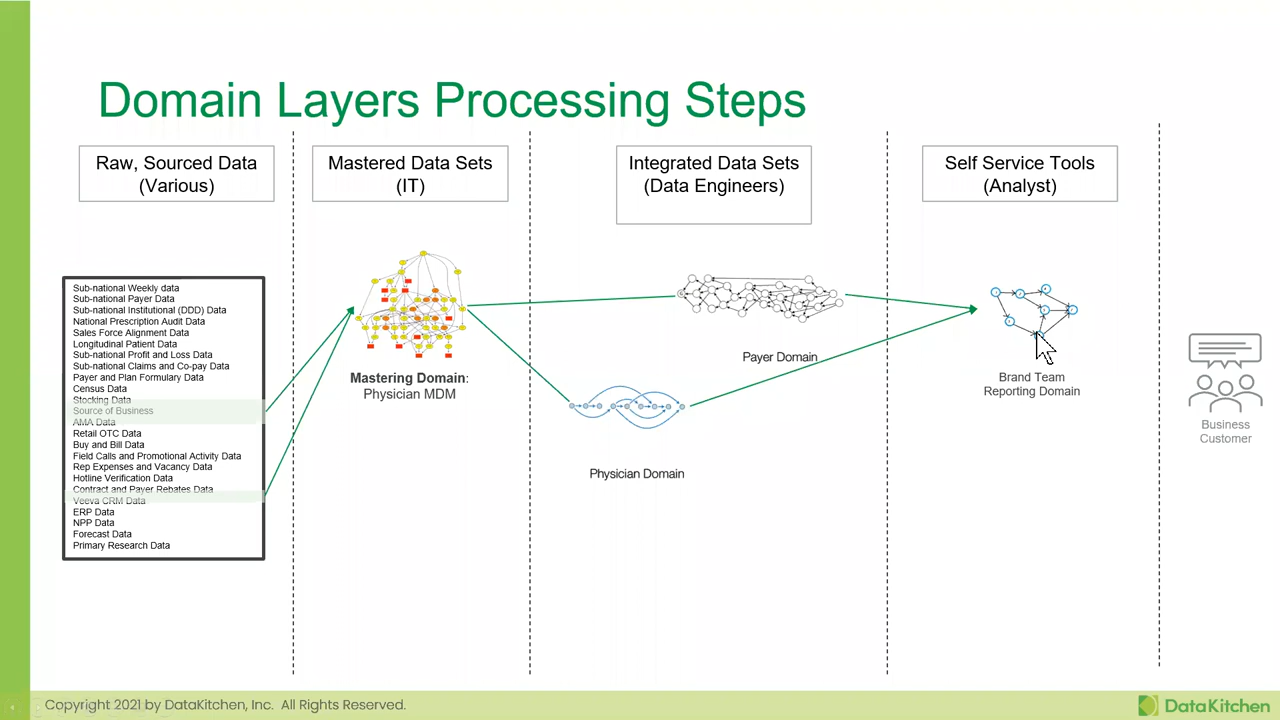 Domain Layers Processing Steps
Raw, Sourced Data
(Various)
Mastered Data Sets
(IT)
Integrated Data Sets
(Data Engineers)
Self Service Tools
(Analyst)
Sub-national Weekly data
Sub-national Payer Data
Sub-national Institutional (DDD) Data
National Prescription Audit Data
Sales Force Alignment Data
Longitudinal Patient Data
Sub-national Profit and Loss Data
Sub-national Claims and Co-pay Data
Payer and Plan Formulary Data
Census Data
Stocking Data
Source of Business
AMA Data
Retail OTC Data
Buy and Bill Data
Field Calls and Promotional Activity Data
Rep Expenses and Vacancy Data
Hotline Verification Data
Contract and Payer Rebates Data
Veeva CRM Data
ERP Data
NPP Data
Forecast Data
Primary Research Data
Mastering Domain:
Physician MDM
Payer Domain
Physician Domain
Brand Team
Reporting Domain
Business
Customer
Copyright 2021 by DataKitchen, Inc. All Rights Reserved.
DataKitchen